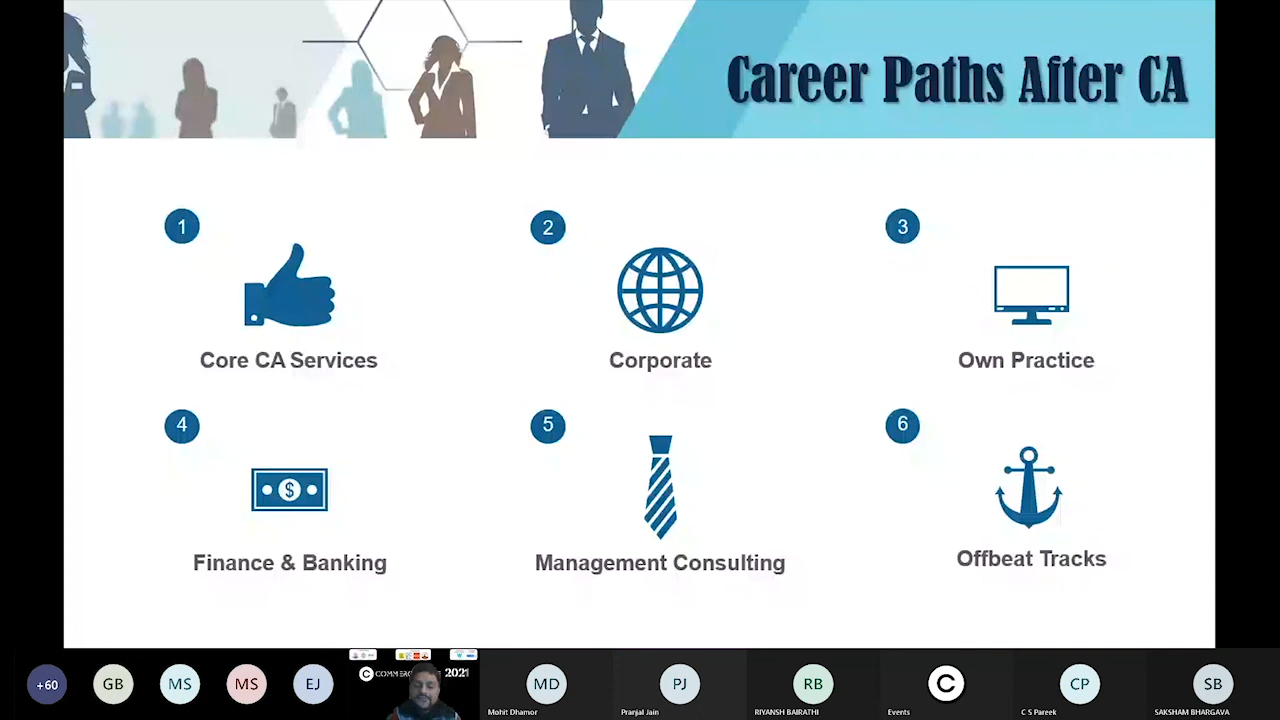 Career Paths After CA
1
2
3
Core CA Services
Corporate
Own Practice
4
5
6
$
Finance & Banking
Management Consulting
Offbeat Tracks
+60
GB
MS
MS
EJ
2021
MD
PJ
RB
C
CP
SB
Mohit Dhamor
Pranjal Jain
RIYANSH BAIRATHI
Events
C S Pareek
SAKSHAM BHARGAVA